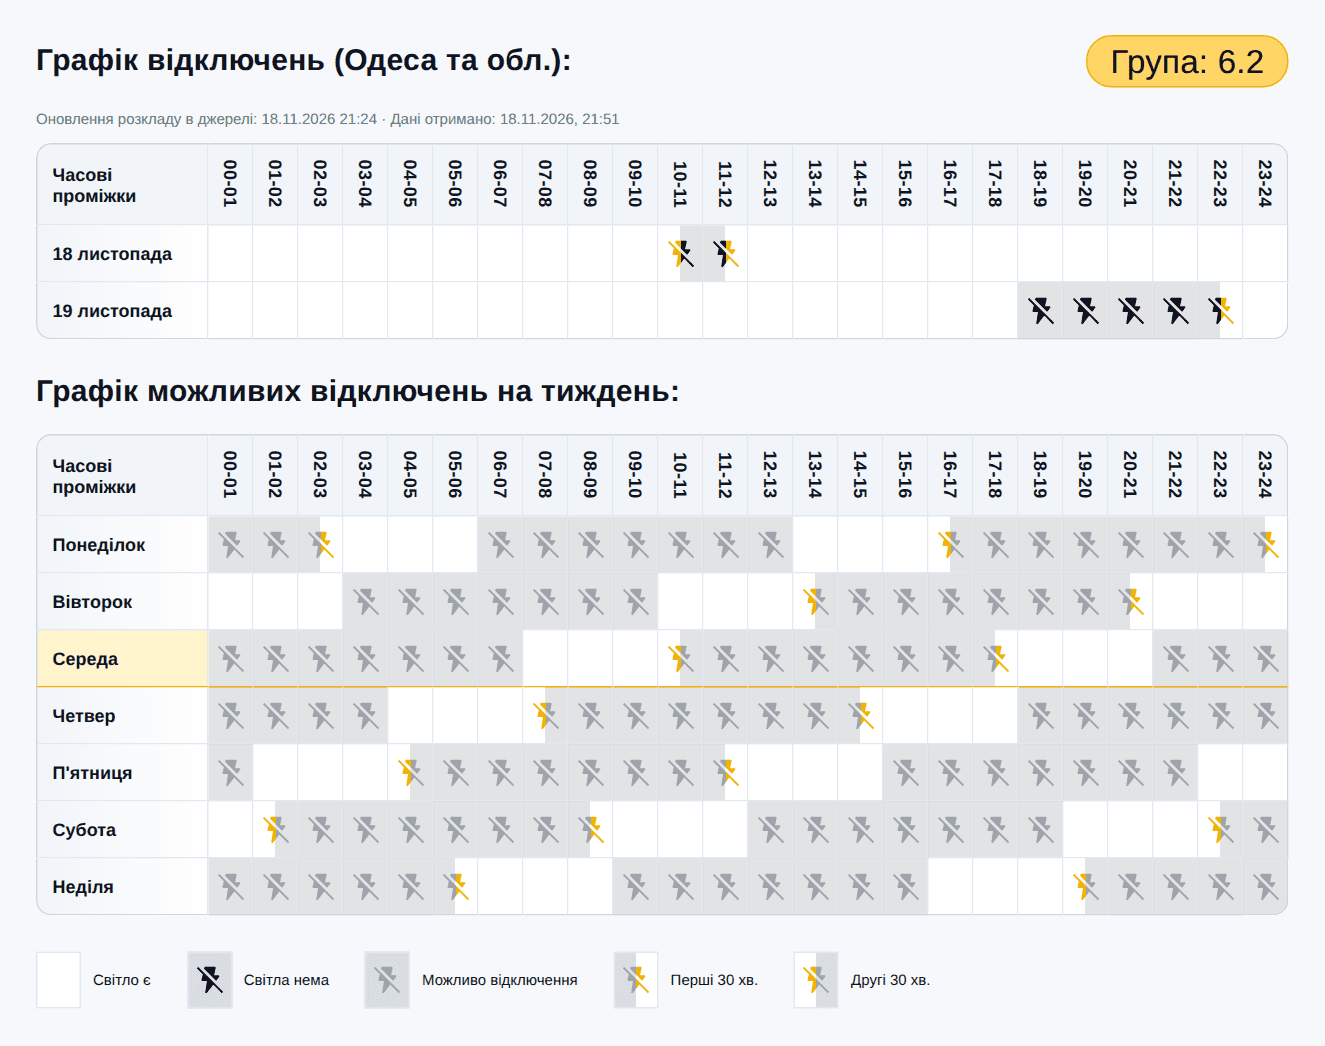 Графік відключень (Одеса та обл.):
Група: 6.2
Оновлення розкладу в джерелі: 18.11.2026 21:24 · Дані отримано: 18.11.2026, 21:51
Часові
проміжки
00-01 01-02 02-03 03-04 04-05 05-06 06-07 07-08 08-09 09-10 10-11 11-12 12-13 13-14 14-15 15-16 16-17 17-18 18-19 19-20 20-21 21-22 22-23 23-24
18 листопада
19 листопада
Графік можливих відключень на тиждень:
Часові
проміжки
00-01 01-02 02-03 03-04 04-05 05-06 06-07 07-08 08-09 09-10 10-11 11-12 12-13 13-14 14-15 15-16 16-17 17-18 18-19 19-20 20-21 21-22 22-23 23-24
Понеділок
Вівторок
Середа
Четвер
П'ятниця
Субота
Неділя
Світло є Світла нема Можливо відключення Перші 30 хв. Другі 30 хв.